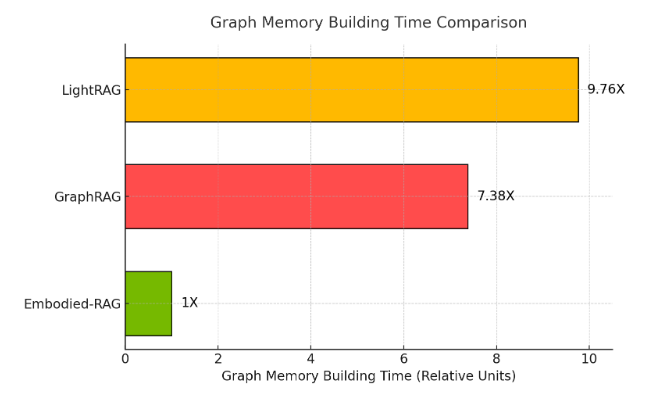 Graph Memory Building Time Comparison
LightRAG
9.76X
GraphRAG
7.38X
Embodied-RAG
1X
0 2 4 6 8 10
Graph Memory Building Time (Relative Units)